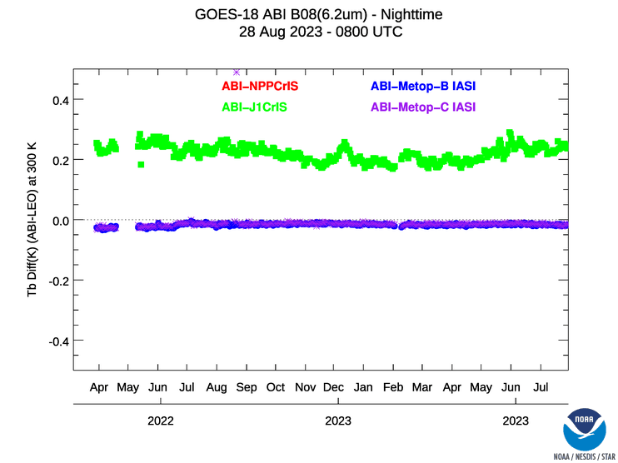 GOES-18 ABI B08(6.2um) - Nighttime
28 Aug 2023 - 0800 UTC
ABI-NPPCrIS
ABI-Metop-B IASI
ABI-J1CrIS
ABI-Metop-C IASI
Tb Diff(K) (ABI-LEO) at 300 K
0.4
0.2
0.0
-0.2
-0.4
Apr May Jun Jul Aug Sep Oct Nov Dec Jan Feb Mar Apr May Jun Jul
2022 2023 2023
NOAA
NOAA / NESDIS / STAR